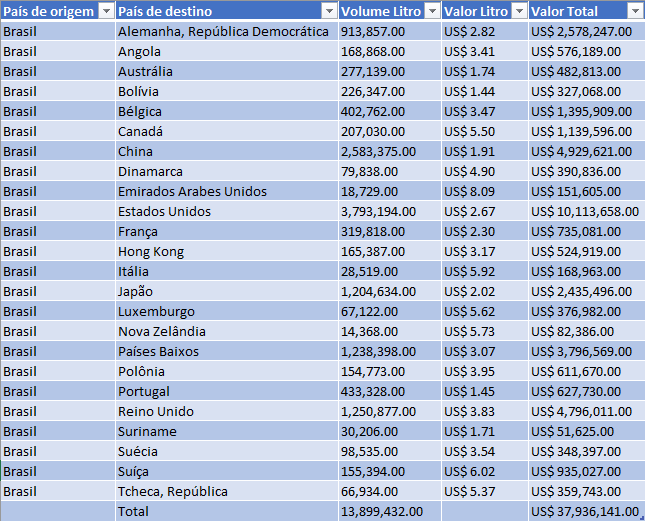 País de origem País de destino Volume Litro Valor Litro Valor Total
Brasil Alemanha, República Democrática 913,857.00 US$ 2.82 US$ 2,578,247.00
Brasil Angola 168,868.00 US$ 3.41 US$ 576,189.00
Brasil Austrália 277,139.00 US$ 1.74 US$ 482,813.00
Brasil Bolívia 226,347.00 US$ 1.44 US$ 327,068.00
Brasil Bélgica 402,762.00 US$ 3.47 US$ 1,395,909.00
Brasil Canadá 207,030.00 US$ 5.50 US$ 1,139,596.00
Brasil China 2,583,375.00 US$ 1.91 US$ 4,929,621.00
Brasil Dinamarca 79,838.00 US$ 4.90 US$ 390,836.00
Brasil Emirados Arabes Unidos 18,729.00 US$ 8.09 US$ 151,605.00
Brasil Estados Unidos 3,793,194.00 US$ 2.67 US$ 10,113,658.00
Brasil França 319,818.00 US$ 2.30 US$ 735,081.00
Brasil Hong Kong 165,387.00 US$ 3.17 US$ 524,919.00
Brasil Itália 28,519.00 US$ 5.92 US$ 168,963.00
Brasil Japão 1,204,634.00 US$ 2.02 US$ 2,435,496.00
Brasil Luxemburgo 67,122.00 US$ 5.62 US$ 376,982.00
Brasil Nova Zelândia 14,368.00 US$ 5.73 US$ 82,386.00
Brasil Países Baixos 1,238,398.00 US$ 3.07 US$ 3,796,569.00
Brasil Polônia 154,773.00 US$ 3.95 US$ 611,670.00
Brasil Portugal 433,328.00 US$ 1.45 US$ 627,730.00
Brasil Reino Unido 1,250,877.00 US$ 3.83 US$ 4,796,011.00
Brasil Suriname 30,206.00 US$ 1.71 US$ 51,625.00
Brasil Suécia 98,535.00 US$ 3.54 US$ 348,397.00
Brasil Suíça 155,394.00 US$ 6.02 US$ 935,027.00
Brasil Tcheca, República 66,934.00 US$ 5.37 US$ 359,743.00
Total 13,899,432.00 US$ 37,936,141.00